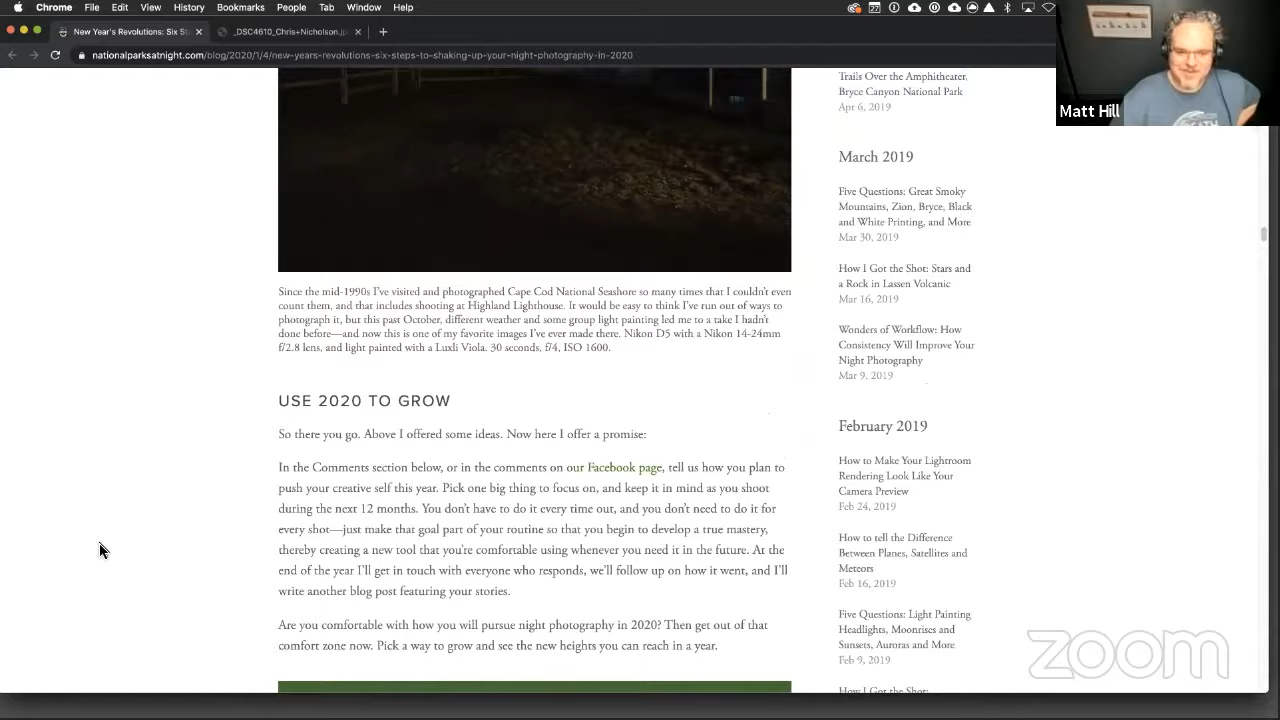 Chrome File Edit View History Bookmarks People Tab Window Help
New Year's Revolutions: Six St
_DSC4610_Chris+Nicholson.jp
nationalparksatnight.com/blog/2020/1/4/new-years-revolutions-six-steps-to-shaking-up-your-night-photography-in-2020
Matt Hill
Since the mid-1990s I've visited and photographed Cape Cod National Seashore so many times that I couldn't even
count them, and that includes shooting at Highland Lighthouse. It would be easy to think I've run out of ways to
photograph it, but this past October, different weather and some group light painting led me to a take I hadn't
done before—and now this is one of my favorite images I've ever made there. Nikon D5 with a Nikon 14-24mm
f/2.8 lens, and light painted with a Luxli Viola. 30 seconds, f/4, ISO 1600.
USE 2020 TO GROW
So there you go. Above I offered some ideas. Now here I offer a promise:
In the Comments section below, or in the comments on our Facebook page, tell us how you plan to
push your creative self this year. Pick one big thing to focus on, and keep it in mind as you shoot
during the next 12 months. You don't have to do it every time out, and you don't need to do it for
every shot—just make that goal part of your routine so that you begin to develop a true mastery,
thereby creating a new tool that you're comfortable using whenever you need it in the future. At the
end of the year I'll get in touch with everyone who responds, we'll follow up on how it went, and I'll
write another blog post featuring your stories.
Are you comfortable with how you will pursue night photography in 2020? Then get out of that
comfort zone now. Pick a way to grow and see the new heights you can reach in a year.
Trails Over the Amphitheater,
Bryce Canyon National Park
Apr 6, 2019
March 2019
Five Questions: Great Smoky
Mountains, Zion, Bryce, Black
and White Printing, and More
Mar 30, 2019
How I Got the Shot: Stars and
a Rock in Lassen Volcanic
Mar 16, 2019
Wonders of Workflow: How
Consistency Will Improve Your
Night Photography
Mar 9, 2019
February 2019
How to Make Your Lightroom
Rendering Look Like Your
Camera Preview
Feb 24, 2019
How to tell the Difference
Between Planes, Satellites and
Meteors
Feb 16, 2019
Five Questions: Light Painting
Headlights, Moonrises and
Sunsets, Auroras and More
Feb 9, 2019
How I Got the Shot:
zoom